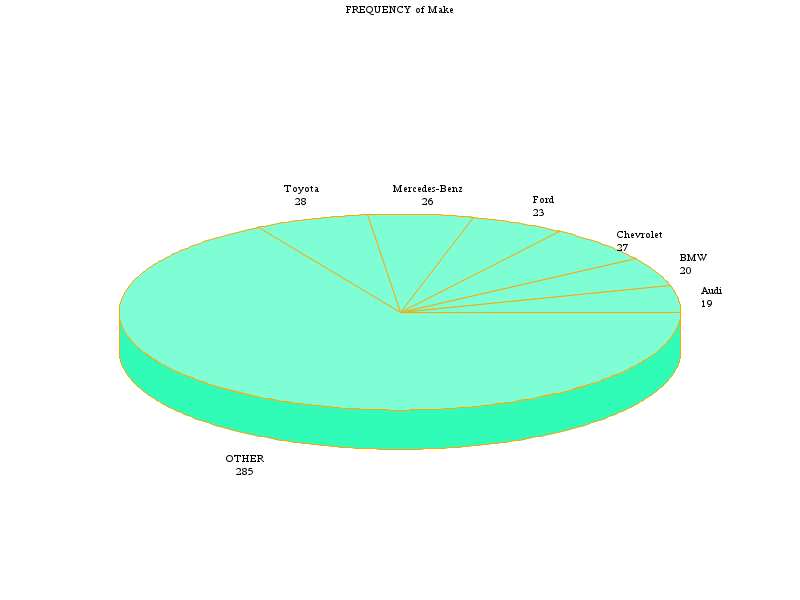 FREQUENCY of Make
Toyota
28
Mercedes-Benz
26
Ford
23
Chevrolet
27
BMW
20
Audi
19
OTHER
285